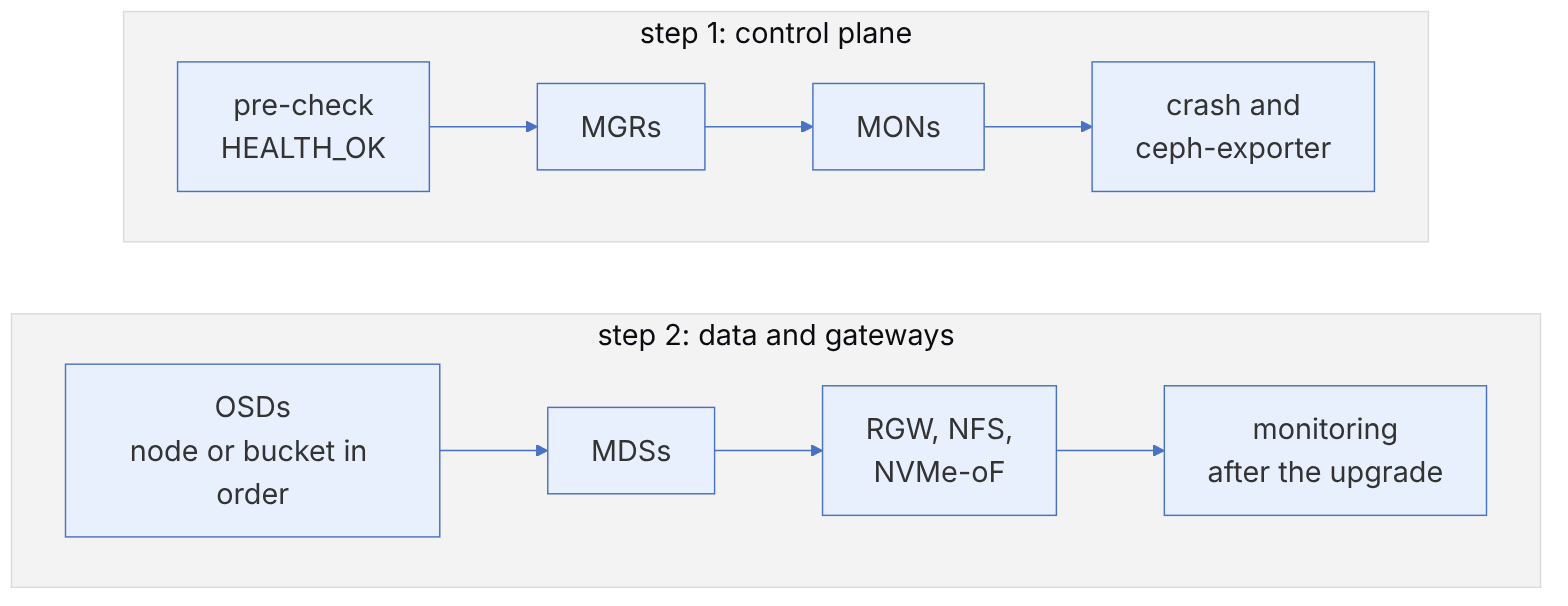 step 1: control plane
pre-check
HEALTH_OK
MGRs
MONs
crash and
ceph-exporter
step 2: data and gateways
OSDs
node or bucket in
order
MDSs
RGW, NFS,
NVMe-oF
monitoring
after the upgrade